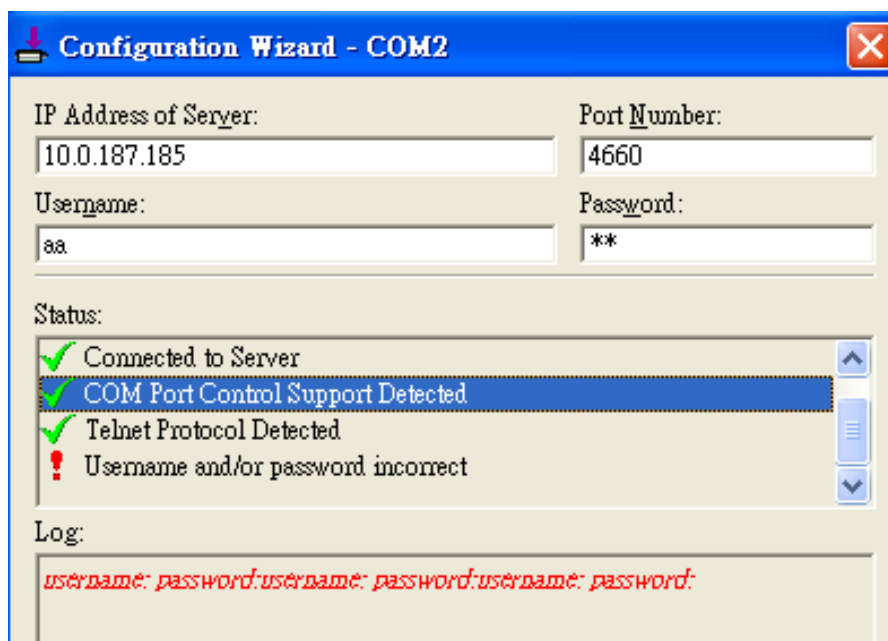 Configuration Wizard - COM2
IP Address of Server: Port Number:
10.0.187.185 4660
Username: Password:
aa **
Status:
Connected to Server
COM Port Control Support Detected
Telnet Protocol Detected
Username and/or password incorrect
Log:
username: password:username: password:username: password: